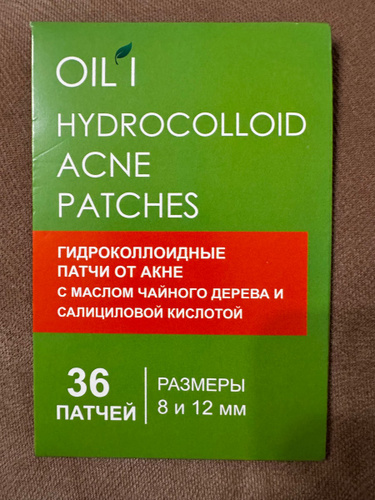 OIL'I
HYDROCOLLOID
ACNE
PATCHES
ГИДРОКОЛЛОИДНЫЕ
ПАТЧИ ОТ АКНЕ
С МАСЛОМ ЧАЙНОГО ДЕРЕВА И
САЛИЦИЛОВОЙ КИСЛОТОЙ
36
ПАТЧЕЙ
РАЗМЕРЫ
8 и 12 мм